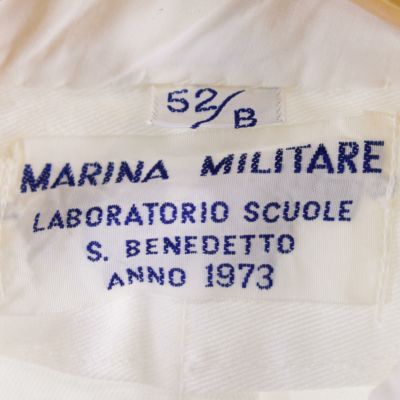 52/B
MARINA MILITARE
LABORATORIO SCUOLE
S. BENEDETTO
ANNO 1973